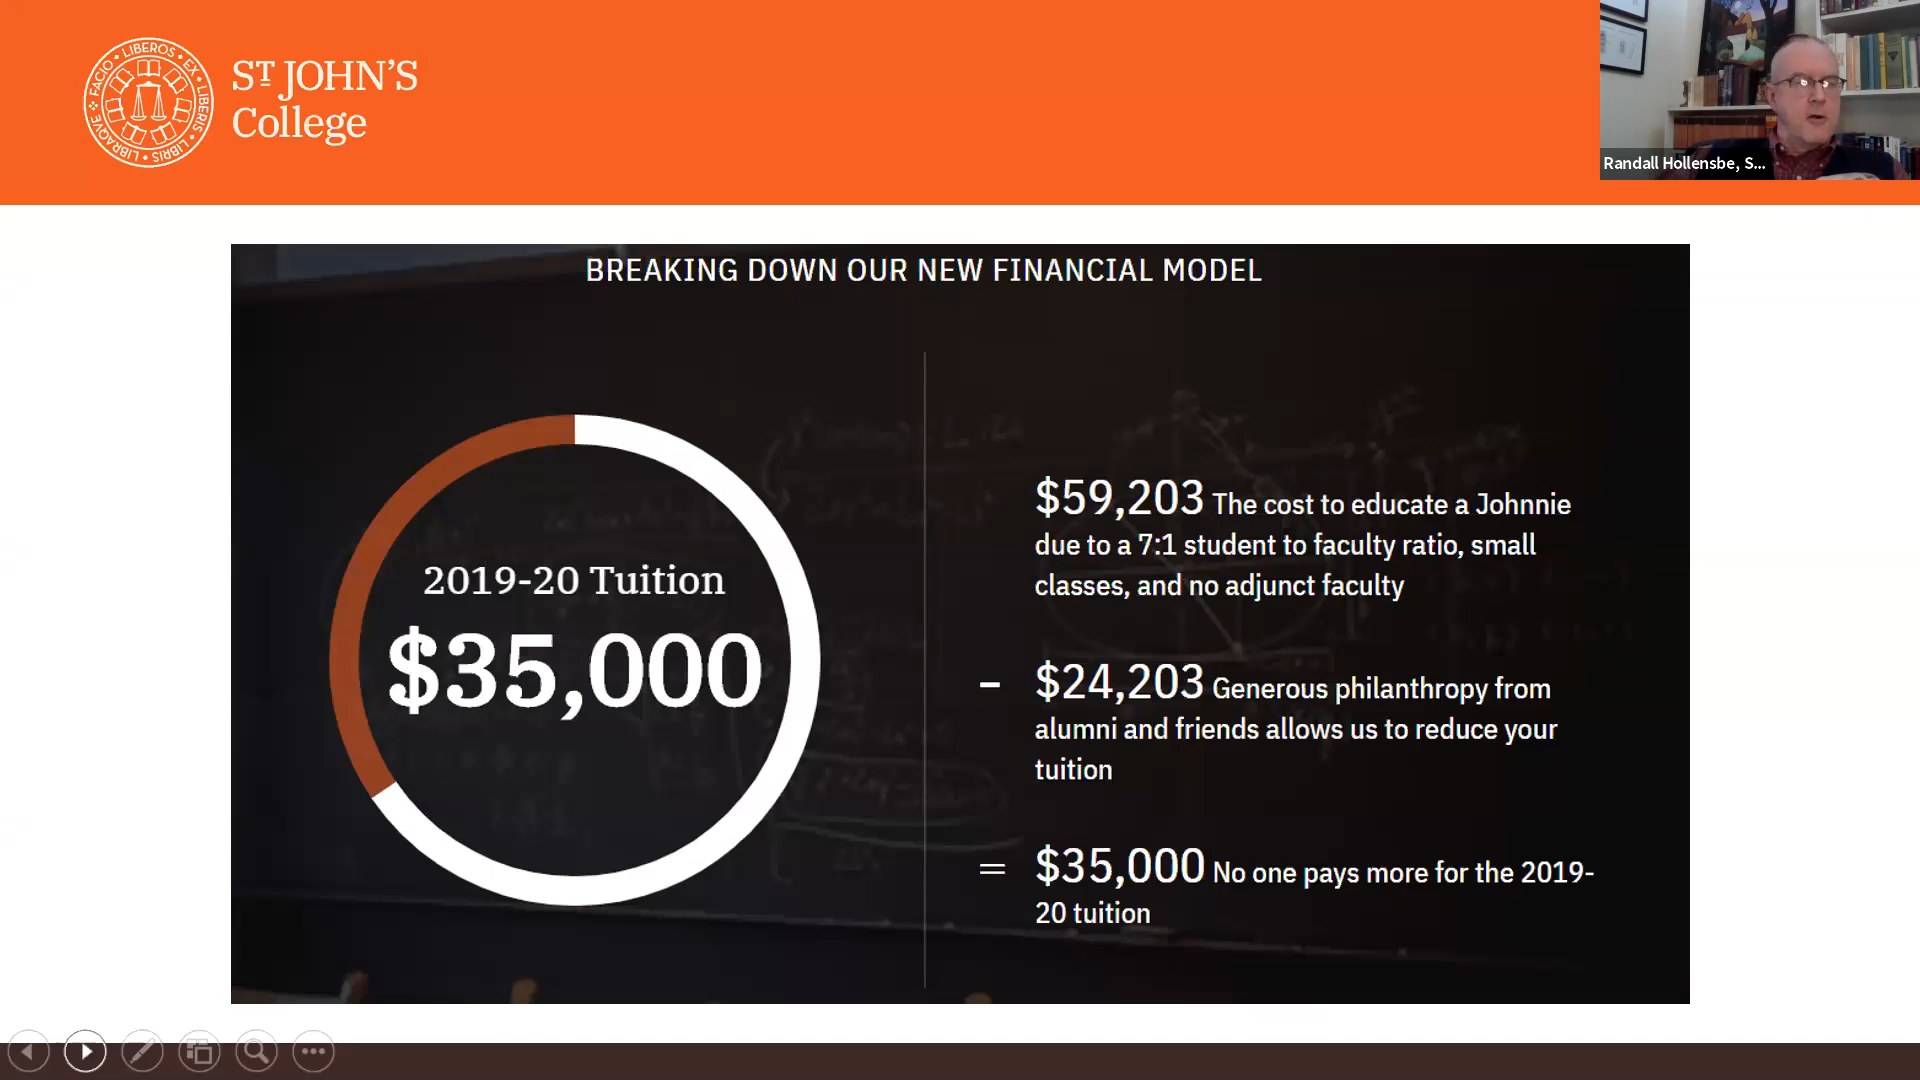 FACIO LIBEROS EX LIBERIS LIBRIS LIBRAQVE
ST JOHN'S
College
Randall Hollensbe, S...
BREAKING DOWN OUR NEW FINANCIAL MODEL
2019-20 Tuition
$35,000
$59,203 The cost to educate a Johnnie
due to a 7:1 student to faculty ratio, small
classes, and no adjunct faculty
- $24,203 Generous philanthropy from
alumni and friends allows us to reduce your
tuition
= $35,000 No one pays more for the 2019-
20 tuition